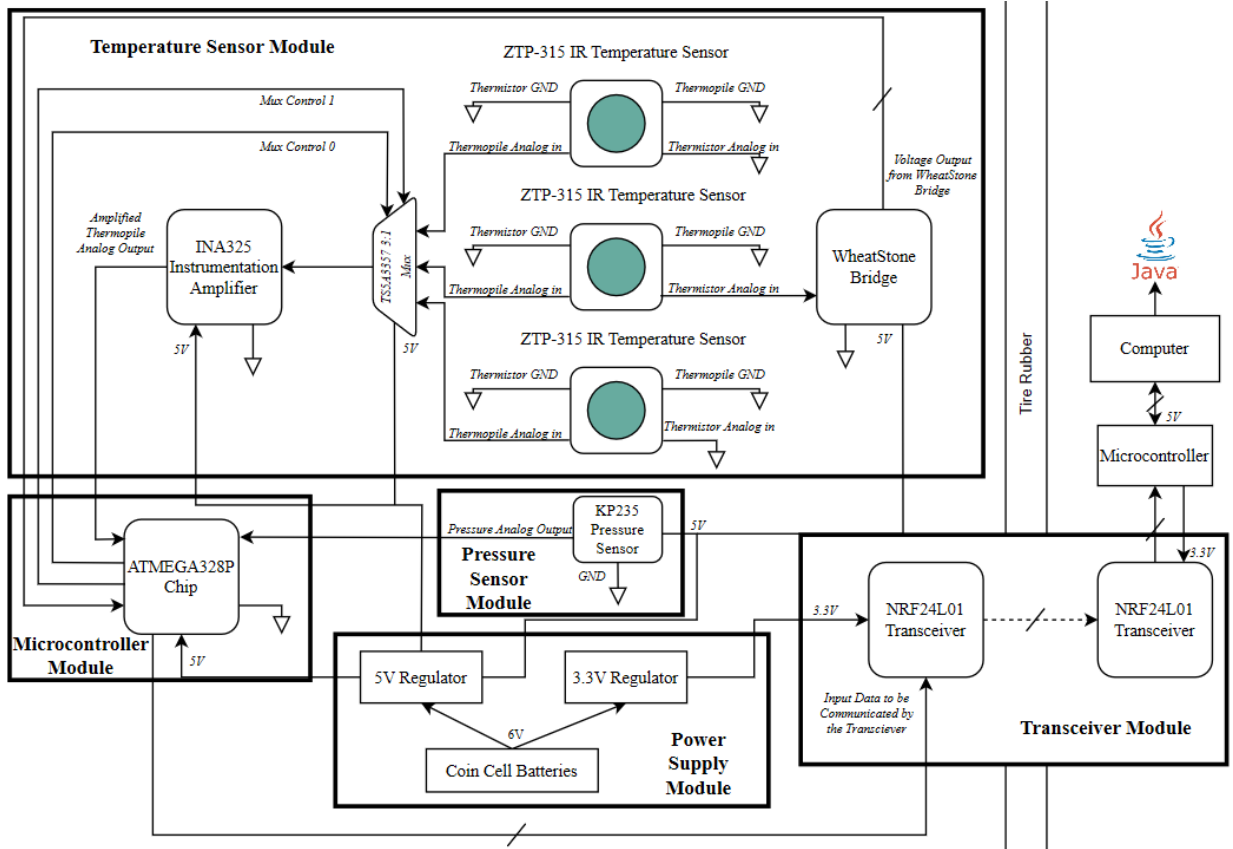 Temperature Sensor Module
ZTP-315 IR Temperature Sensor
Thermistor GND
Thermopile GND
Mux Control 1
Mux Control 0
Thermopile Analog in
Thermistor Analog in
Voltage Output
from WheatStone
Bridge
ZTP-315 IR Temperature Sensor
Amplified
Thermopile
Analog Output
INA325
Instrumentation
Amplifier
TS5A3357 3:1
Mux
Thermistor GND
Thermopile GND
Thermopile Analog in
Thermistor Analog in
WheatStone
Bridge
Java
5V
5V
5V
ZTP-315 IR Temperature Sensor
Thermistor GND
Thermopile GND
Thermopile Analog in
Thermistor Analog in
Tire Rubber
Computer
5V
Microcontroller
ATMEGA328P
Chip
Microcontroller
Module
5V
Pressure Analog Output
KP235
Pressure
Sensor
5V
GND
Pressure
Sensor
Module
3.3V
3.3V
NRF24L01
Transceiver
NRF24L01
Transceiver
Input Data to be
Communicated by
the Transciever
Transceiver Module
5V Regulator
3.3V Regulator
6V
Coin Cell Batteries
Power
Supply
Module